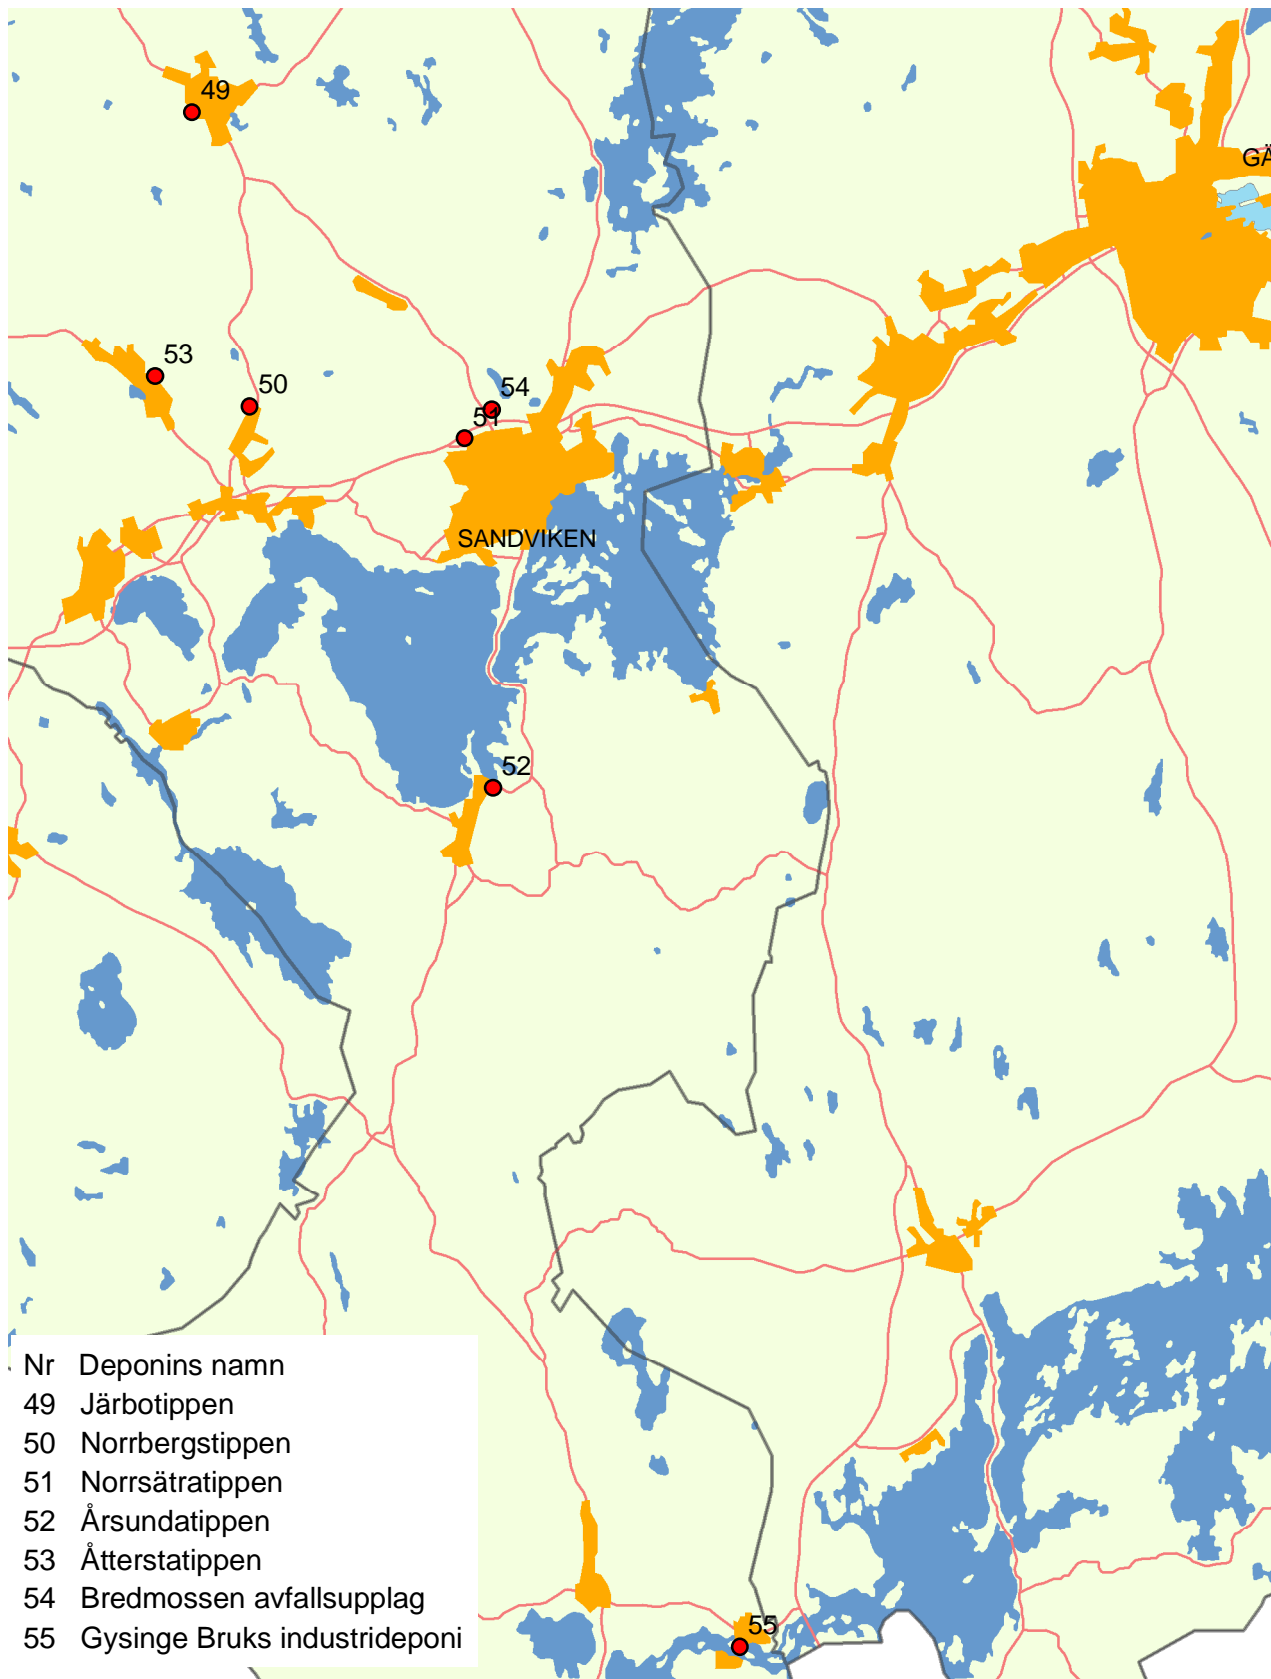 49
GÄ
53
50
54
51
SANDVIKEN
52
Nr Deponins namn
49 Järbotippen
50 Norrbergstippen
51 Norrsätratippen
52 Årsundatippen
53 Åtterstatippen
54 Bredmossen avfallsupplag
55 Gysinge Bruks industrideponi
55